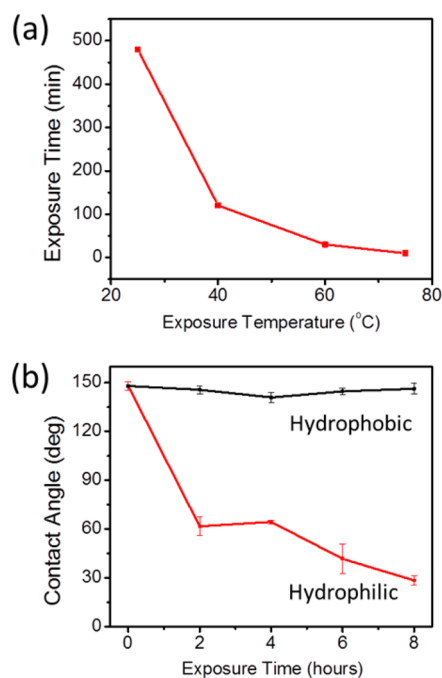 (a)
Exposure Time (min)
500
400
300
200
100
0
20 40 60 80
Exposure Temperature (°C)
(b)
Contact Angle (deg)
150
120
90
60
30
0
Hydrophobic
Hydrophilic
0 2 4 6 8
Exposure Time (hours)